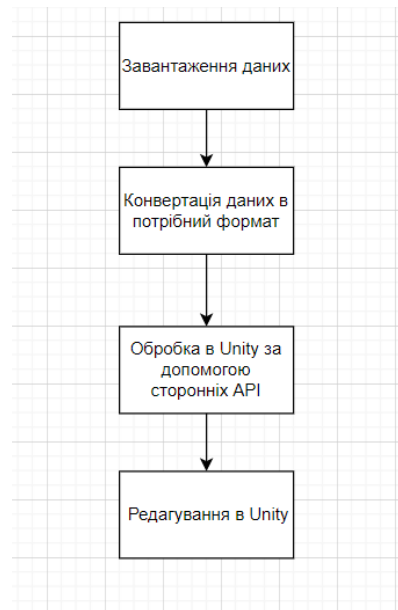 Завантаження даних
Конвертація даних в
потрібний формат
Обробка в Unity за
допомогою
сторонніх API
Редагування в Unity